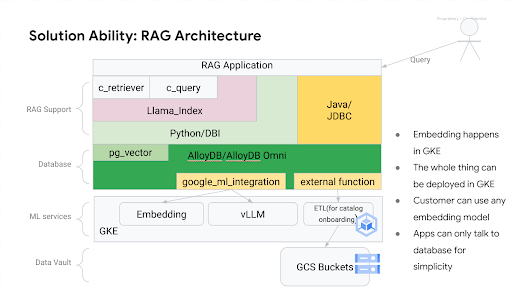 Proprietary + Confidential
Solution Ability: RAG Architecture
Query
RAG Application
c_retriever
c_query
RAG Support
Llama_Index
Java/
JDBC
Python/DBI
pg_vector
AlloyDB/AlloyDB Omni
Database
google_ml_integration
external function
ML services
Embedding
vLLM
ETL(for catalog
onboarding)
GKE
Data Vault
GCS Buckets
● Embedding happens
in GKE
● The whole thing can
be deployed in GKE
● Customer can use any
embedding model
● Apps can only talk to
database for
simplicity